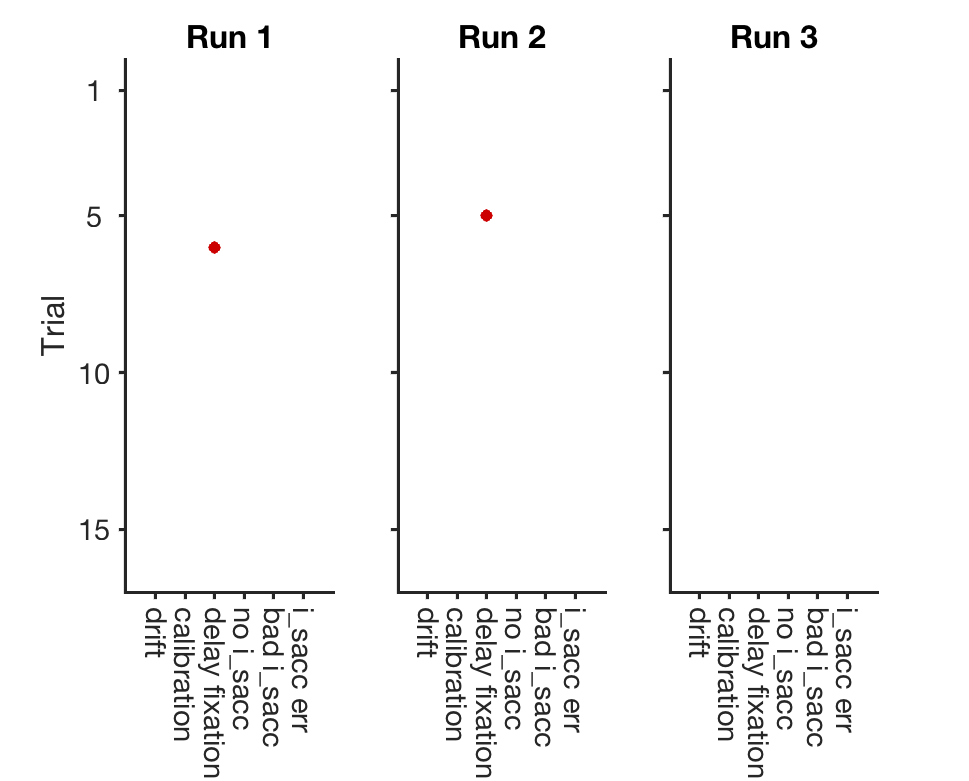 Run 1
Run 2
Run 3
Trial
1
5
10
15
drift
calibration
delay fixation
no i_sacc
bad i_sacc
i_sacc err
drift
calibration
delay fixation
no i_sacc
bad i_sacc
i_sacc err
drift
calibration
delay fixation
no i_sacc
bad i_sacc
i_sacc err